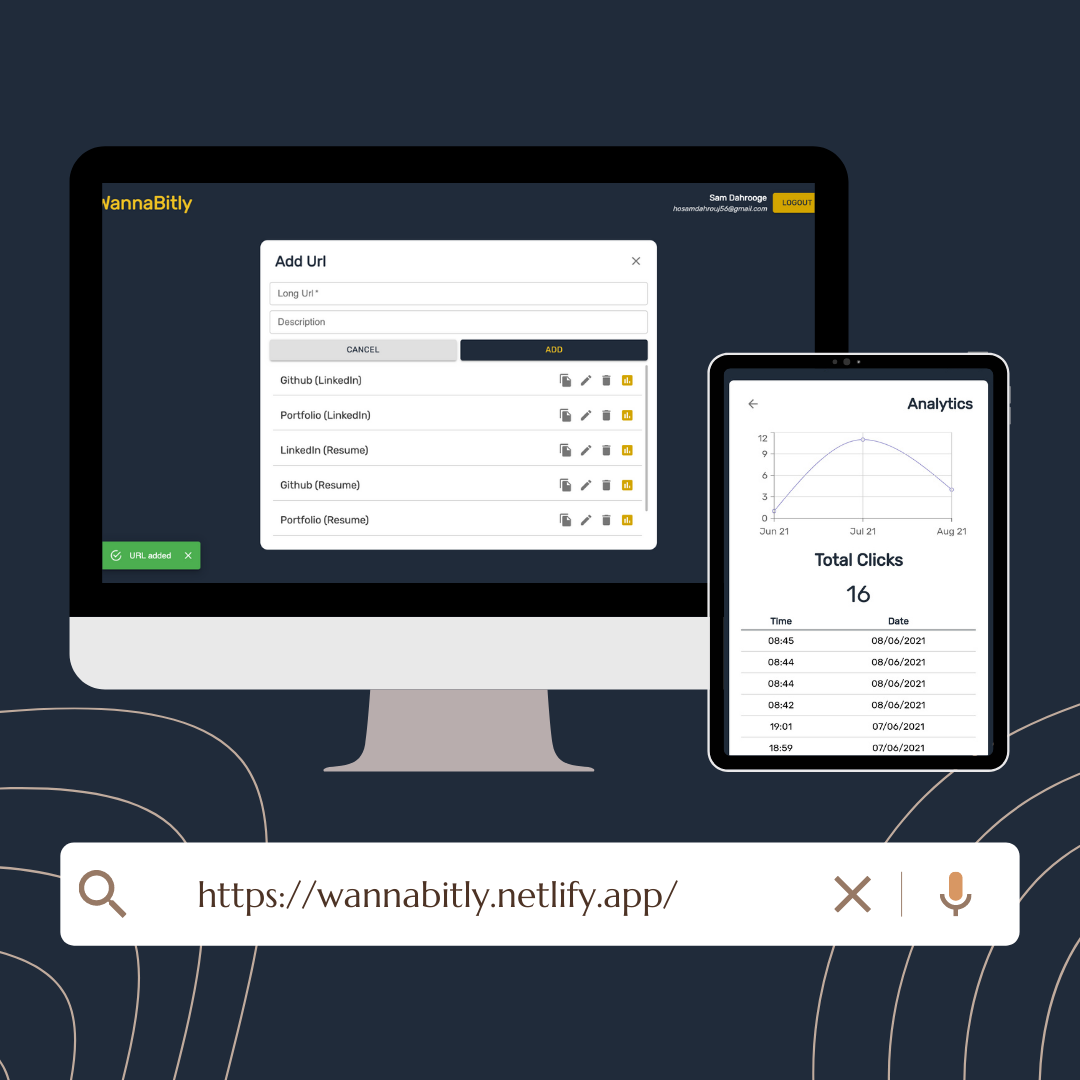 WannaBitly
Sam Dahrooge
hosamdahrouj56@gmail.com
LOGOUT
Add Url
Long Url *
Description
CANCEL
ADD
Github (LinkedIn)
Portfolio (LinkedIn)
LinkedIn (Resume)
Github (Resume)
Portfolio (Resume)
URL added
Analytics
12
9
6
3
0
Jun 21 Jul 21 Aug 21
Total Clicks
16
Time Date
08:45 08/06/2021
08:44 08/06/2021
08:44 08/06/2021
08:42 08/06/2021
19:01 07/06/2021
18:59 07/06/2021
https://wannabitly.netlify.app/